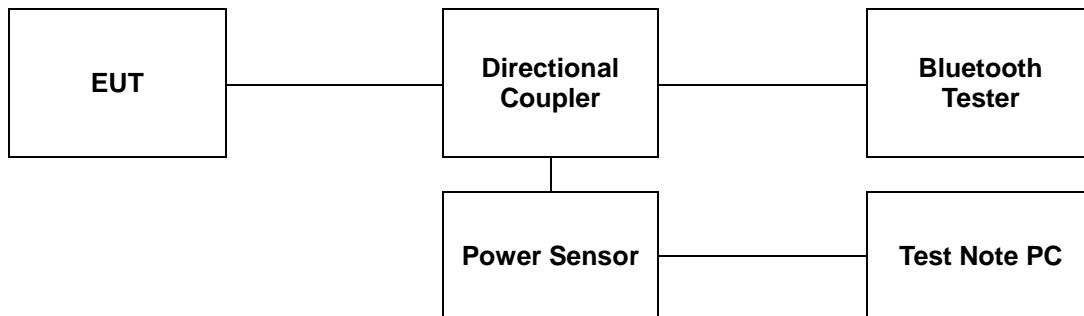 EUT
Directional
Coupler
Bluetooth
Tester
Power Sensor
Test Note PC